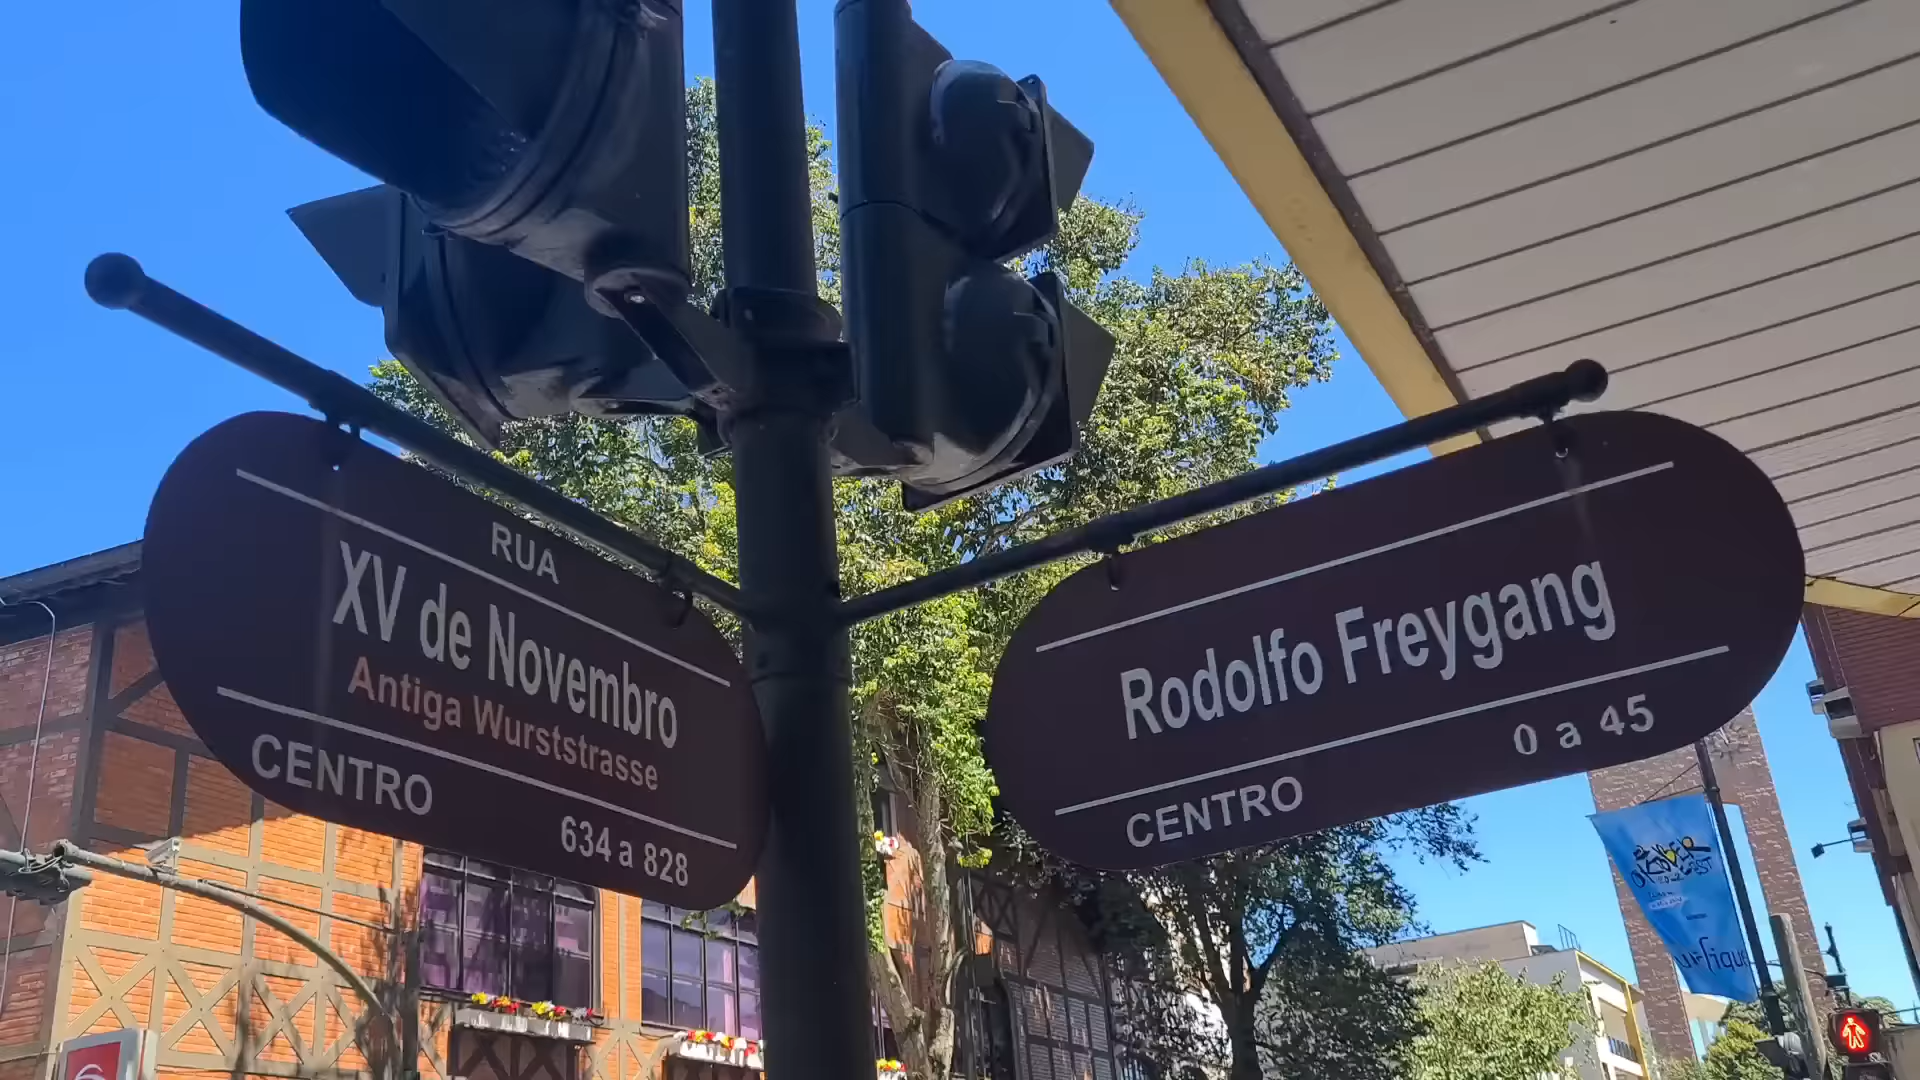 RUA
XV de Novembro
Antiga Wurststrasse
CENTRO
634 a 828
Rodolfo Freygang
0 a 45
CENTRO